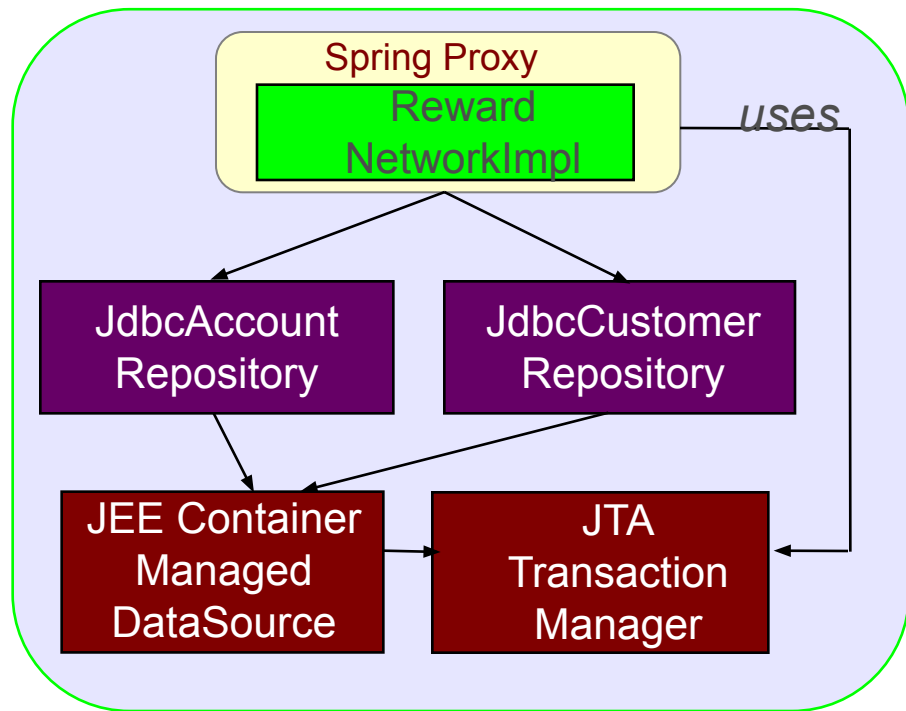 Spring Proxy
Reward
NetworkImpl
uses
JdbcAccount
Repository
JdbcCustomer
Repository
JEE Container
Managed
DataSource
JTA
Transaction
Manager